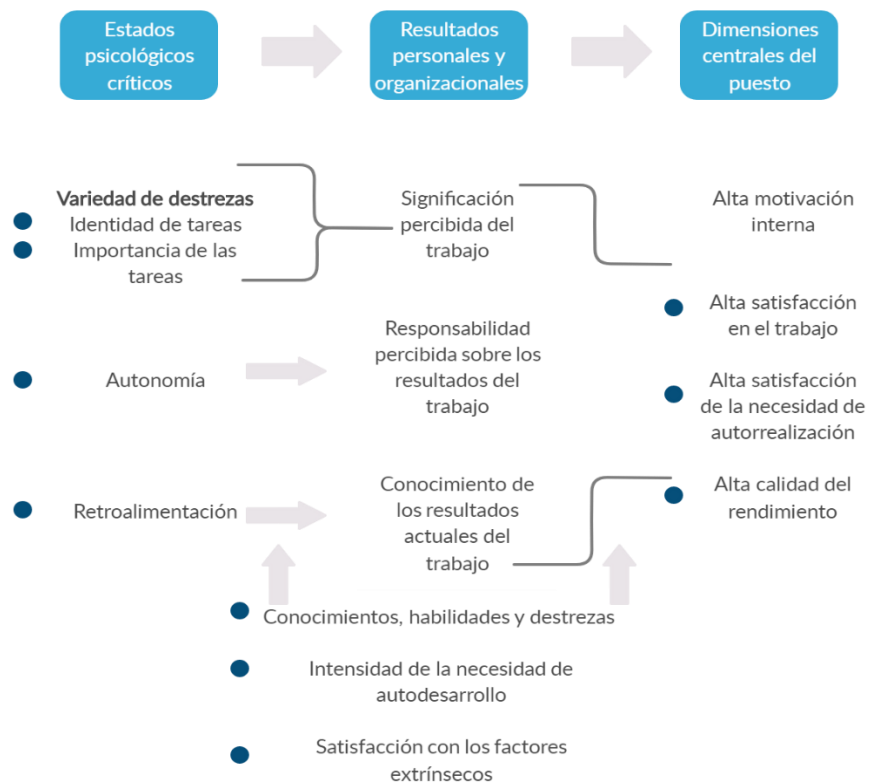 Estados
psicológicos
críticos
Resultados
personales y
organizacionales
Dimensiones
centrales del
puesto
Variedad de destrezas
Identidad de tareas
Importancia de las
tareas
Significación
percibida del
trabajo
Alta motivación
interna
Alta satisfacción
en el trabajo
Autonomía
Responsabilidad
percibida sobre los
resultados del
trabajo
Alta satisfacción
de la necesidad de
autorrealización
Retroalimentación
Conocimiento de
los resultados
actuales del
trabajo
Alta calidad del
rendimiento
Conocimientos, habilidades y destrezas
Intensidad de la necesidad de
autodesarrollo
Satisfacción con los factores
extrínsecos